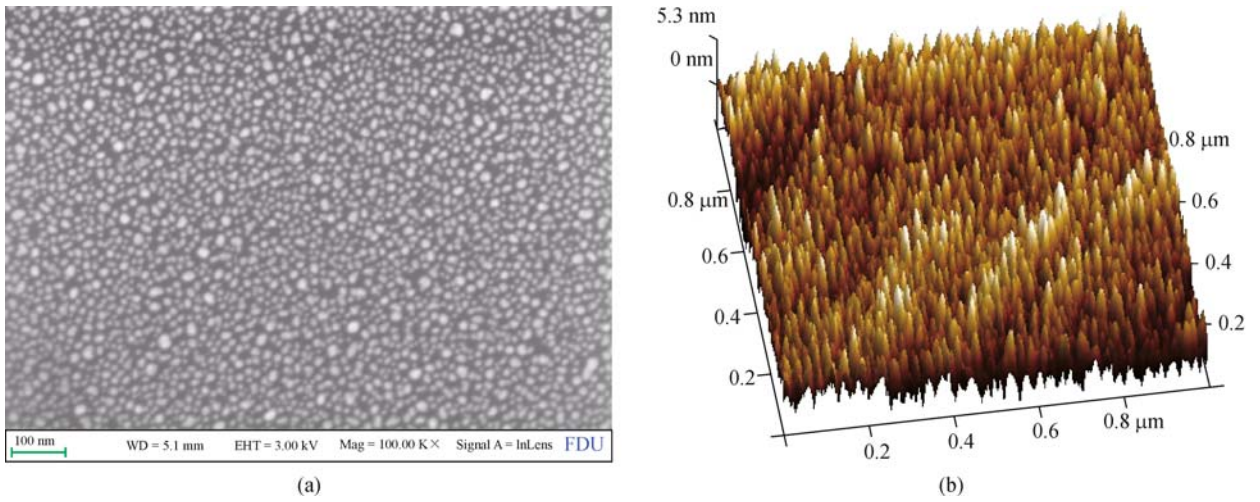 100 nm
WD = 5.1 mm
EHT = 3.00 kV
Mag = 100.00 K×
Signal A = InLens
FDU
(a)
5.3 nm
0 nm
0.8 μm
0.6
0.4
0.2
0.8 μm
0.6
0.4
0.2
0.2
0.4
0.6
0.8 μm
(b)